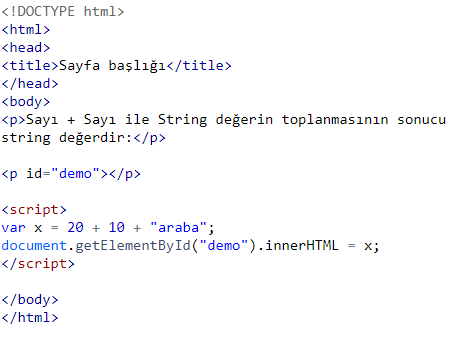 <!DOCTYPE html>
<html>
<head>
<title>Sayfa başlığı</title>
</head>
<body>
<p>Sayı + Sayı ile String değerin toplanmasının sonucu
string değerdir:</p>
<p id="demo"></p>
<script>
var x = 20 + 10 + "araba";
document.getElementById("demo").innerHTML = x;
</script>
</body>
</html>